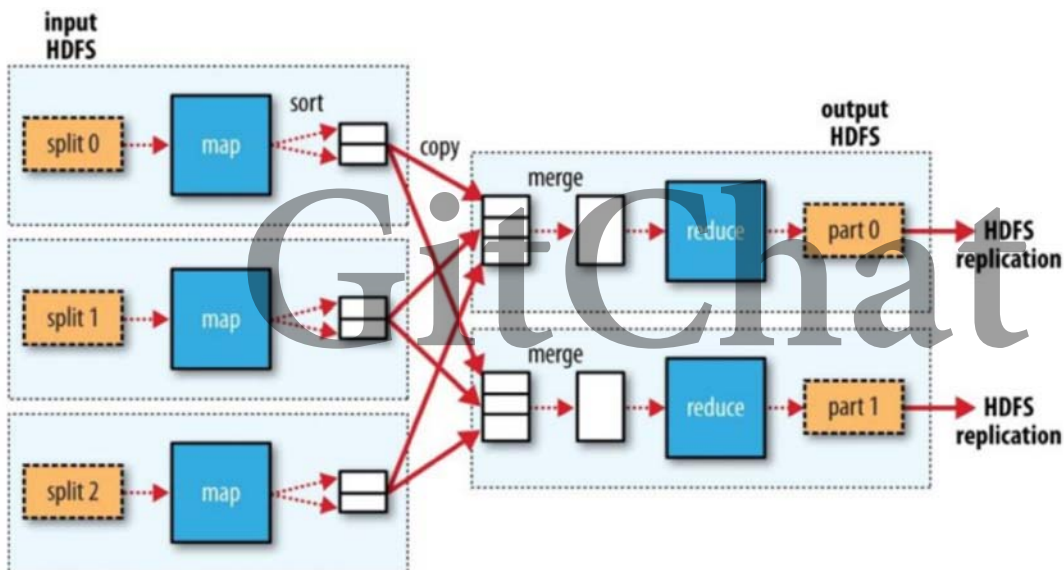 input
HDFS
split 0
map
sort
copy
split 1
map
split 2
map
output
HDFS
merge
reduce
part 0
HDFS
replication
merge
reduce
part 1
HDFS
replication
GitChat